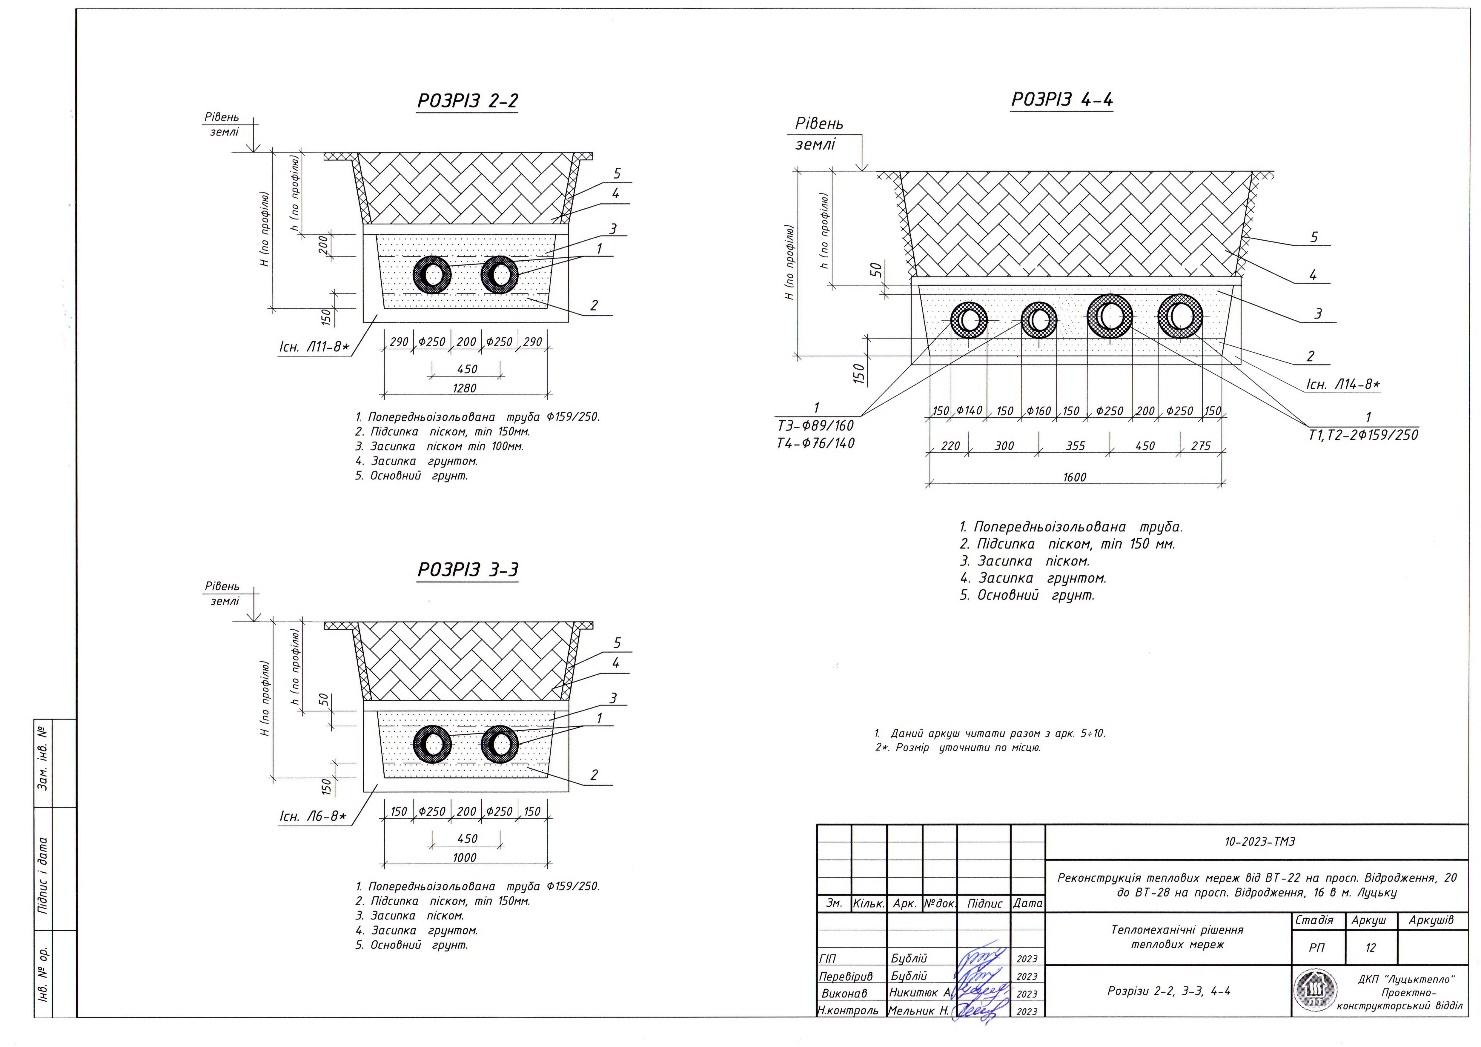 РОЗРІЗ 2-2
Рівень
землі
H (по профілю)
h (по профілю)
200
150
5
4
3
1
2
Існ. Л11-8*
290 Ф250 200 Ф250 290
450
1280
1. Попередньоізольована труба Ф159/250.
2. Підсипка піском, min 150мм.
3. Засипка піском min 100мм.
4. Засипка грунтом.
5. Основний грунт.
РОЗРІЗ 3-3
Рівень
землі
H (по профілю)
h (по профілю)
50
150
5
4
3
1
2
Існ. Л6-8*
150 Ф250 200 Ф250 150
450
1000
1. Попередньоізольована труба Ф159/250.
2. Підсипка піском, min 150мм.
3. Засипка піском.
4. Засипка грунтом.
5. Основний грунт.
РОЗРІЗ 4-4
Рівень
землі
H (по профілю)
h (по профілю)
50
150
5
4
3
2
Існ. Л14-8*
1
Т3-Ф89/160
Т4-Ф76/140
1
Т1,Т2-2Ф159/250
150 Ф140 150 Ф160 150 Ф250 200 Ф250 150
220 300 355 450 275
1600
1. Попередньоізольована труба.
2. Підсипка піском, min 150 мм.
3. Засипка піском.
4. Засипка грунтом.
5. Основний грунт.
1. Даний аркуш читати разом з арк. 5÷10.
2*. Розмір уточнити по місцю.
Зам. інв. №
Підпис і дата
Інв. № ор.
10-2023-ТМЗ
Реконструкція теплових мереж від ВТ-22 на просп. Відродження, 20
до ВТ-28 на просп. Відродження, 16 в м. Луцьку
Зм. Кільк. Арк. №док. Підпис Дата
Тепломеханічні рішення
теплових мереж
Стадія Аркуш Аркушів
РП 12
ГІП Бублій 2023
Перевірив Бублій 2023
Виконав Никитюк А. 2023
Н.контроль Мельник Н. 2023
Розрізи 2-2, 3-3, 4-4
ДКП "Луцьктепло"
Проектно-
конструкторський відділ